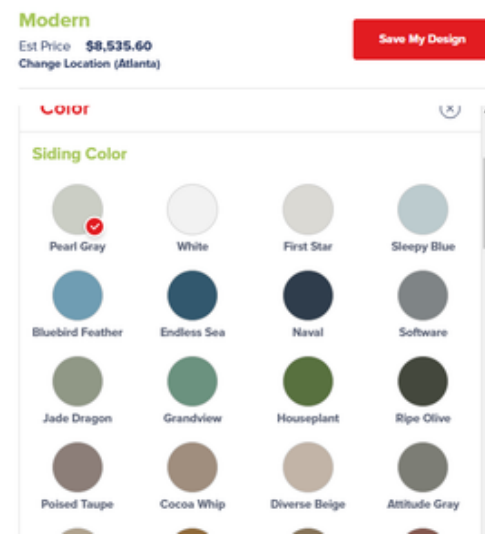 Modern
Est Price $8,535.60
Save My Design
Change Location (Atlanta)
Color
Siding Color
Pearl Gray White First Star Sleepy Blue
Bluebird Feather Endless Sea Naval Software
Jade Dragon Grandview Houseplant Ripe Olive
Poised Taupe Cocoa Whip Diverse Beige Attitude Gray